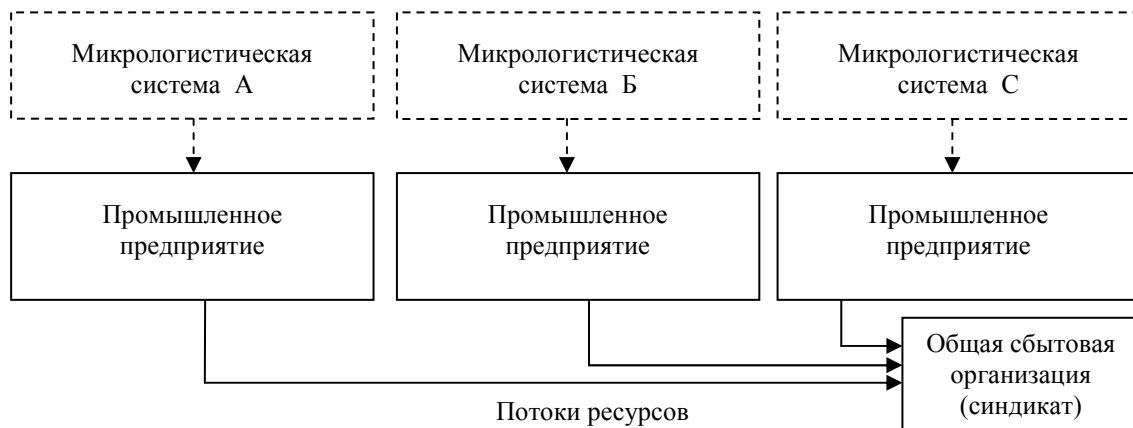 Микрологистическая
система А
Микрологистическая
система Б
Микрологистическая
система С
Промышленное
предприятие
Промышленное
предприятие
Промышленное
предприятие
Общая сбытовая
организация
(синдикат)
Потоки ресурсов